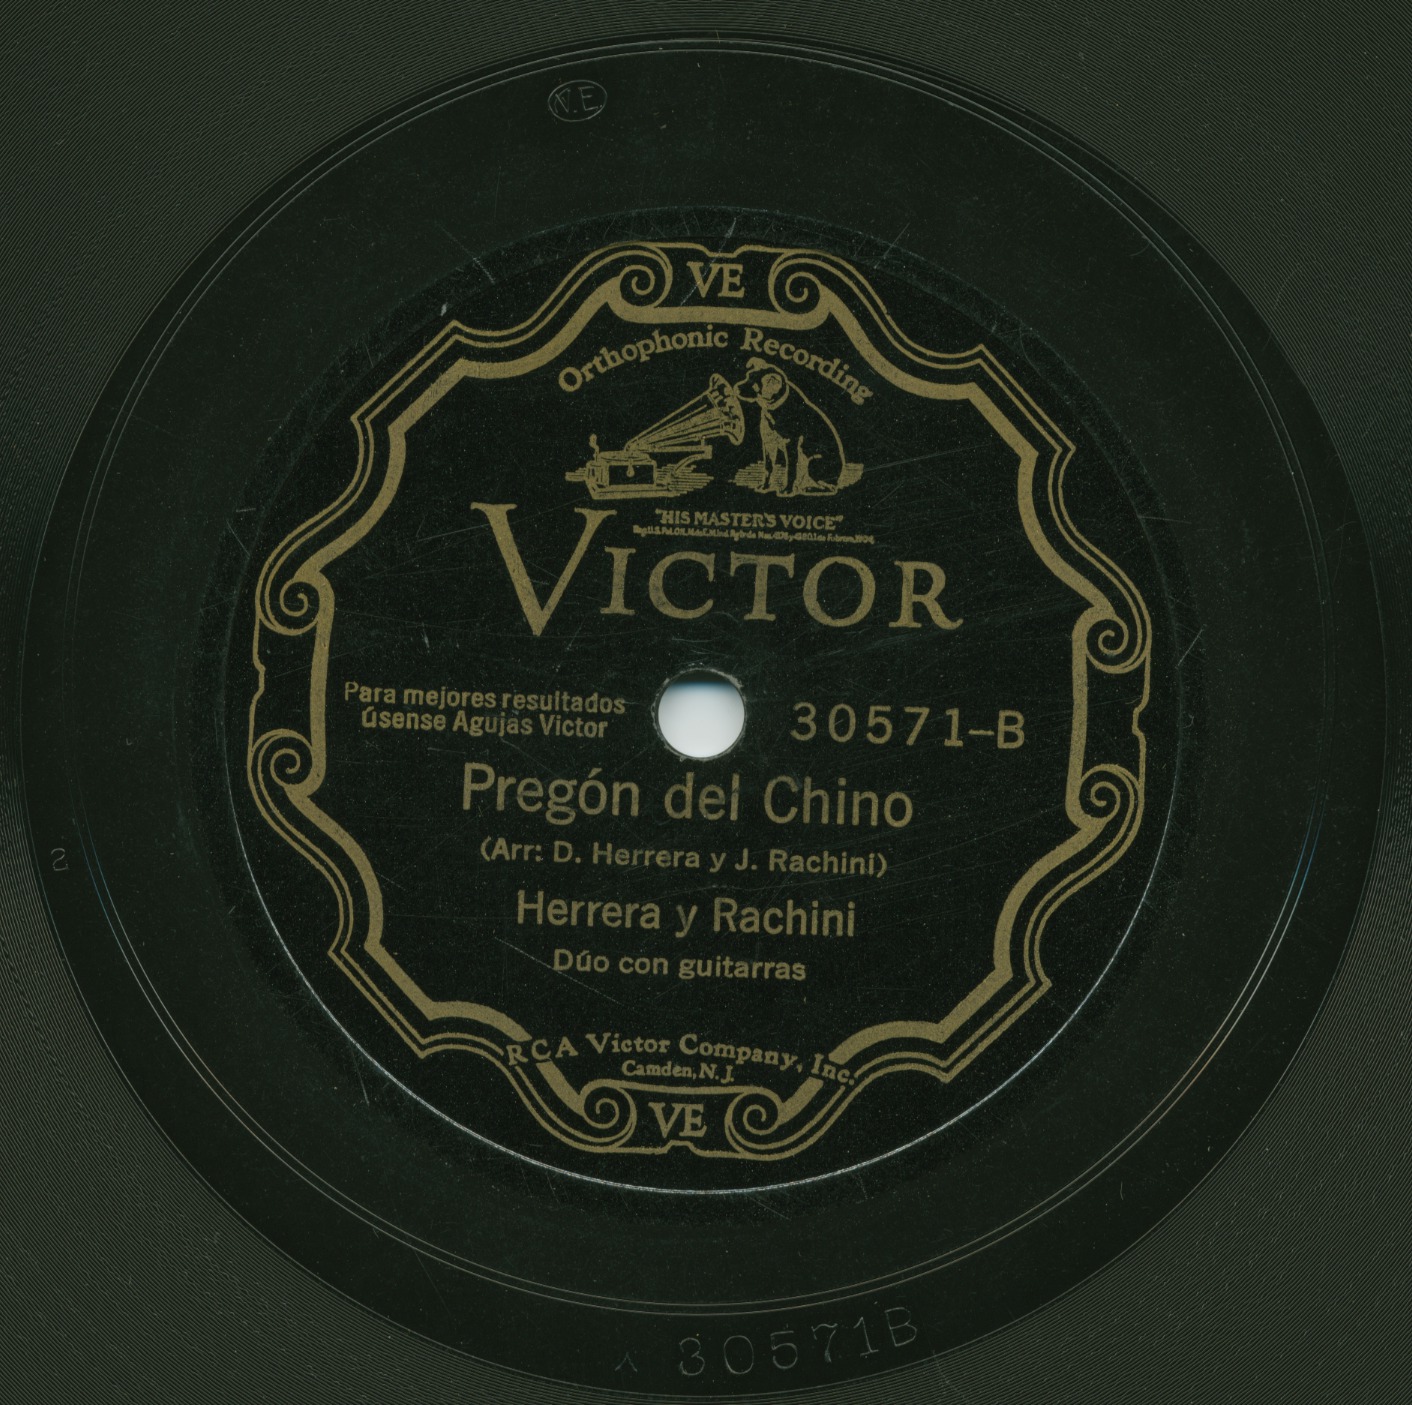 V.E.
VE
Orthophonic Recording
"HIS MASTER'S VOICE"
VICTOR
Para mejores resultados
úsense Agujas Victor
30571-B
Pregón del Chino
(Arr: D. Herrera y J. Rachini)
Herrera y Rachini
Dúo con guitarras
RCA Victor Company, Inc.
Camden, N.J.
VE
2
30571B